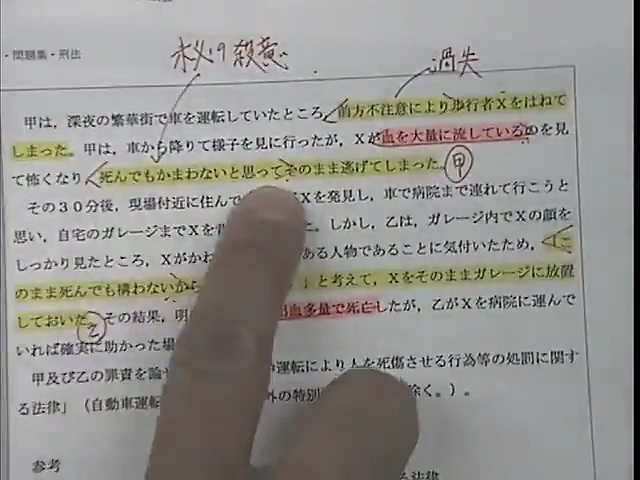 ・問題集・刑法
殺意
過失
甲は，深夜の繁華街で車を運転していたところ，前方不注意により歩行者Xをはねて
しまった。甲は，車から降りて様子を見に行ったが，Xが血を大量に流しているのを見
て怖くなり，死んでもかまわないと思ってそのまま逃げてしまった。
甲
その３０分後，現場付近に住んで Xを発見し，車で病院まで連れて行こうと
思い，自宅のガレージまでXを しかし，乙は，ガレージ内でXの顔を
しっかり見たところ，Xがかね ある人物であることに気付いたため，「こ
のまま死んでも構わないか 」と考えて，Xをそのままガレージに放置
しておいた。その結果，明 血多量で死亡したが，乙がXを病院に運んで
乙
いれば確実に助かった場
甲及び乙の罪責を論 運転により人を死傷させる行為等の処罰に関す
る法律」（自動車運転 外の特別 除く。）。
参考
る法律